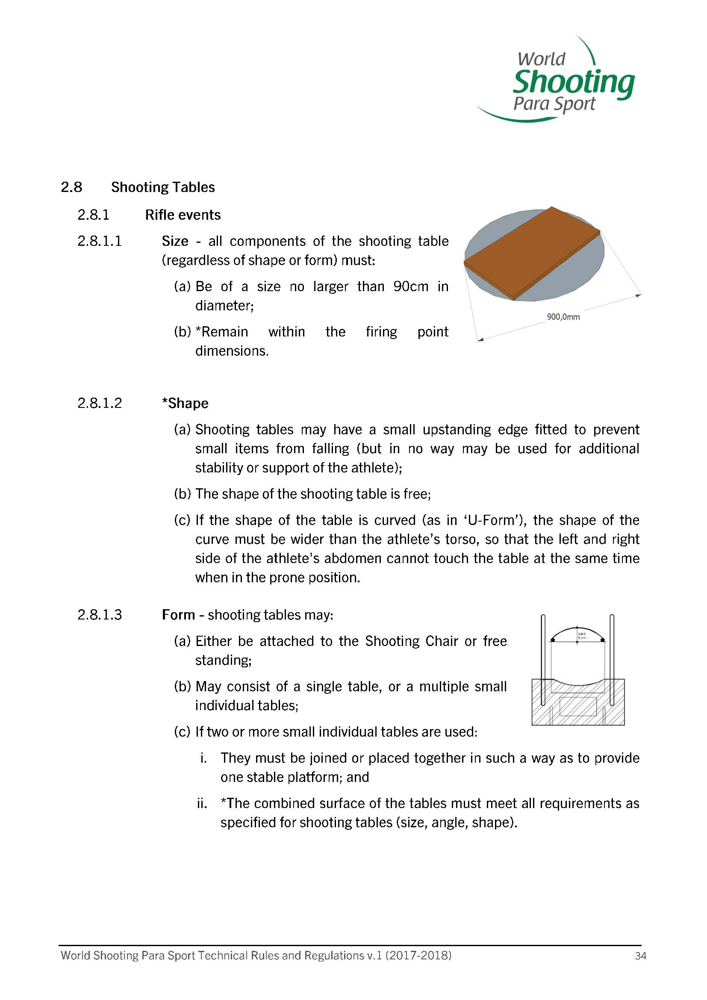 World
Shooting
Para Sport
2.8 Shooting Tables
2.8.1 Rifle events
2.8.1.1 Size - all components of the shooting table
(regardless of shape or form) must:
(a) Be of a size no larger than 90cm in
diameter;
(b) *Remain within the firing point
dimensions.
900,0mm
2.8.1.2 *Shape
(a) Shooting tables may have a small upstanding edge fitted to prevent
small items from falling (but in no way may be used for additional
stability or support of the athlete);
(b) The shape of the shooting table is free;
(c) If the shape of the table is curved (as in ‘U-Form’), the shape of the
curve must be wider than the athlete’s torso, so that the left and right
side of the athlete's abdomen cannot touch the table at the same time
when in the prone position.
2.8.1.3 Form - shooting tables may:
(a) Either be attached to the Shooting Chair or free
standing;
(b) May consist of a single table, or a multiple small
individual tables;
(c) If two or more small individual tables are used:
i. They must be joined or placed together in such a way as to provide
one stable platform; and
ii. *The combined surface of the tables must meet all requirements as
specified for shooting tables (size, angle, shape).
World Shooting Para Sport Technical Rules and Regulations v.1 (2017-2018) 34